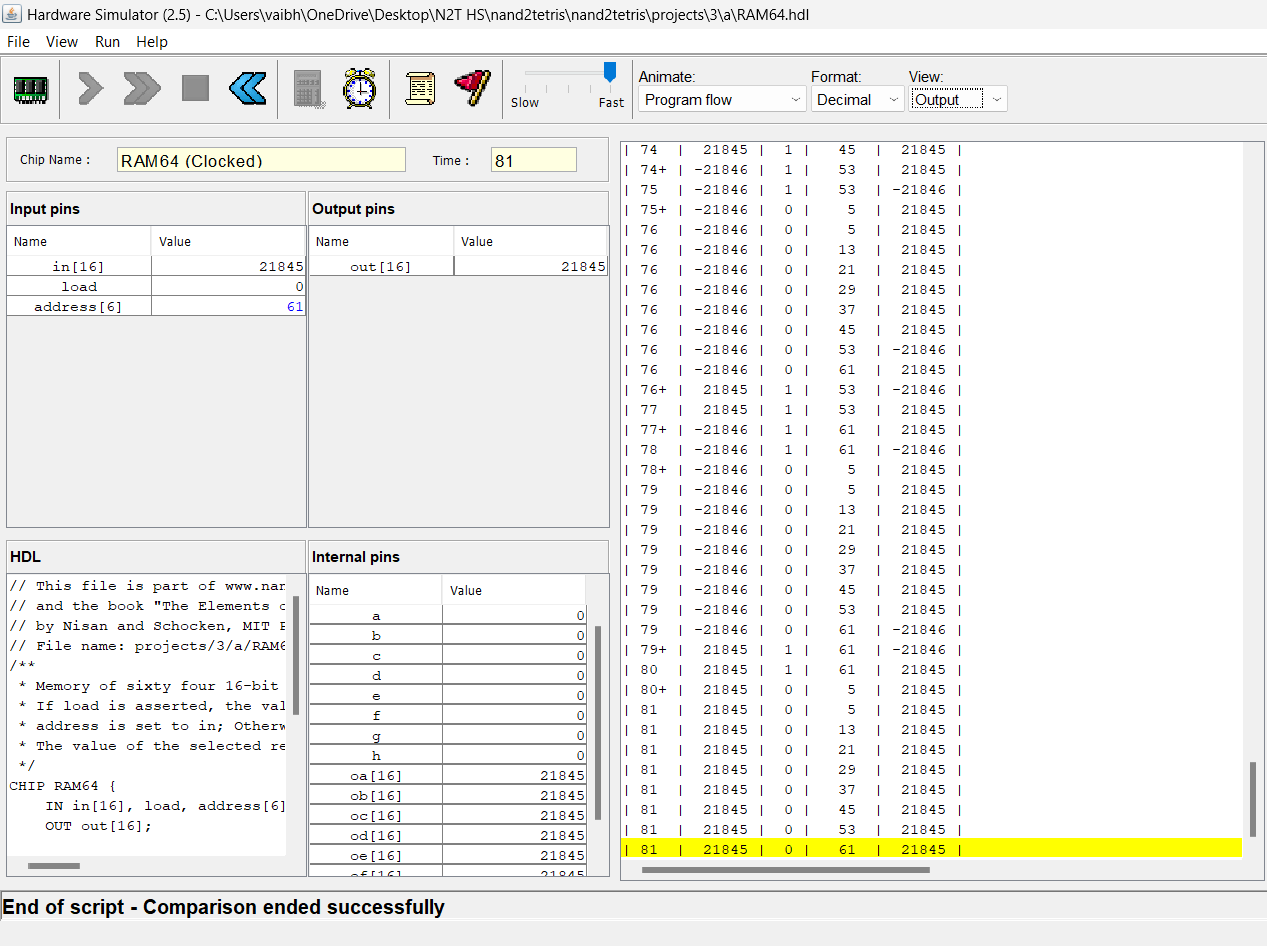 Hardware Simulator (2.5) - C:\Users\vaibh\OneDrive\Desktop\N2T HS\nand2tetris\nand2tetris\projects\3\a\RAM64.hdl
File View Run Help
Slow Fast
Animate: Format: View:
Program flow Decimal Output
Chip Name : RAM64 (Clocked) Time : 81
Input pins
Name Value
in[16] 21845
load 0
address[6] 61
Output pins
Name Value
out[16] 21845
HDL
// This file is part of www.nan
// and the book "The Elements o
// by Nisan and Schocken, MIT P
// File name: projects/3/a/RAM6
/**
* Memory of sixty four 16-bit
* If load is asserted, the val
* address is set to in; Otherw
* The value of the selected re
*/
CHIP RAM64 {
IN in[16], load, address[6]
OUT out[16];
Internal pins
Name Value
a 0
b 0
c 0
d 0
e 0
f 0
g 0
h 0
oa[16] 21845
ob[16] 21845
oc[16] 21845
od[16] 21845
oe[16] 21845
of[16] 21845
| 74 | 21845 | 1 | 45 | 21845 |
| 74+ | -21846 | 1 | 53 | 21845 |
| 75 | -21846 | 1 | 53 | -21846 |
| 75+ | -21846 | 0 | 5 | 21845 |
| 76 | -21846 | 0 | 5 | 21845 |
| 76 | -21846 | 0 | 13 | 21845 |
| 76 | -21846 | 0 | 21 | 21845 |
| 76 | -21846 | 0 | 29 | 21845 |
| 76 | -21846 | 0 | 37 | 21845 |
| 76 | -21846 | 0 | 45 | 21845 |
| 76 | -21846 | 0 | 53 | -21846 |
| 76 | -21846 | 0 | 61 | 21845 |
| 76+ | 21845 | 1 | 53 | -21846 |
| 77 | 21845 | 1 | 53 | 21845 |
| 77+ | -21846 | 1 | 61 | 21845 |
| 78 | -21846 | 1 | 61 | -21846 |
| 78+ | -21846 | 0 | 5 | 21845 |
| 79 | -21846 | 0 | 5 | 21845 |
| 79 | -21846 | 0 | 13 | 21845 |
| 79 | -21846 | 0 | 21 | 21845 |
| 79 | -21846 | 0 | 29 | 21845 |
| 79 | -21846 | 0 | 37 | 21845 |
| 79 | -21846 | 0 | 45 | 21845 |
| 79 | -21846 | 0 | 53 | 21845 |
| 79 | -21846 | 0 | 61 | -21846 |
| 79+ | 21845 | 1 | 61 | -21846 |
| 80 | 21845 | 1 | 61 | 21845 |
| 80+ | 21845 | 0 | 5 | 21845 |
| 81 | 21845 | 0 | 5 | 21845 |
| 81 | 21845 | 0 | 13 | 21845 |
| 81 | 21845 | 0 | 21 | 21845 |
| 81 | 21845 | 0 | 29 | 21845 |
| 81 | 21845 | 0 | 37 | 21845 |
| 81 | 21845 | 0 | 45 | 21845 |
| 81 | 21845 | 0 | 53 | 21845 |
| 81 | 21845 | 0 | 61 | 21845 |
End of script - Comparison ended successfully